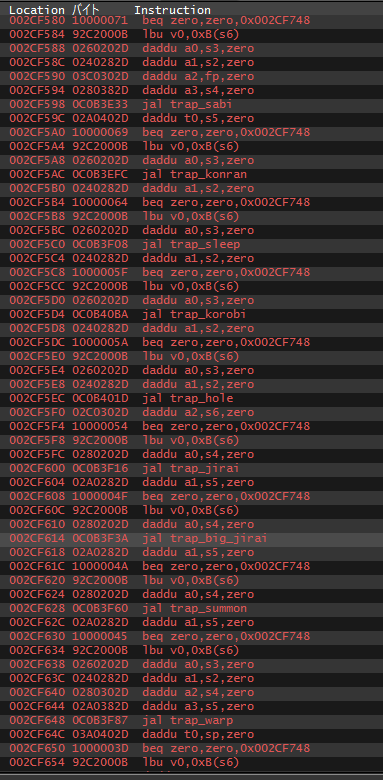 Location バイト Instruction
002CF580 10000071 beq zero,zero,0x002CF748
002CF584 92C2000B lbu v0,0xB(s6)
002CF588 0260202D daddu a0,s3,zero
002CF58C 0240282D daddu a1,s2,zero
002CF590 03C0302D daddu a2,fp,zero
002CF594 0280382D daddu a3,s4,zero
002CF598 0C0B3E33 jal trap_sabi
002CF59C 02A0402D daddu t0,s5,zero
002CF5A0 10000069 beq zero,zero,0x002CF748
002CF5A4 92C2000B lbu v0,0xB(s6)
002CF5A8 0260202D daddu a0,s3,zero
002CF5AC 0C0B3EFC jal trap_konran
002CF5B0 0240282D daddu a1,s2,zero
002CF5B4 10000064 beq zero,zero,0x002CF748
002CF5B8 92C2000B lbu v0,0xB(s6)
002CF5BC 0260202D daddu a0,s3,zero
002CF5C0 0C0B3F08 jal trap_sleep
002CF5C4 0240282D daddu a1,s2,zero
002CF5C8 1000005F beq zero,zero,0x002CF748
002CF5CC 92C2000B lbu v0,0xB(s6)
002CF5D0 0260202D daddu a0,s3,zero
002CF5D4 0C0B40BA jal trap_korobi
002CF5D8 0240282D daddu a1,s2,zero
002CF5DC 1000005A beq zero,zero,0x002CF748
002CF5E0 92C2000B lbu v0,0xB(s6)
002CF5E4 0260202D daddu a0,s3,zero
002CF5E8 0240282D daddu a1,s2,zero
002CF5EC 0C0B401D jal trap_hole
002CF5F0 02C0302D daddu a2,s6,zero
002CF5F4 10000054 beq zero,zero,0x002CF748
002CF5F8 92C2000B lbu v0,0xB(s6)
002CF5FC 0280202D daddu a0,s4,zero
002CF600 0C0B3F16 jal trap_jirai
002CF604 02A0282D daddu a1,s5,zero
002CF608 1000004F beq zero,zero,0x002CF748
002CF60C 92C2000B lbu v0,0xB(s6)
002CF610 0280202D daddu a0,s4,zero
002CF614 0C0B3F3A jal trap_big_jirai
002CF618 02A0282D daddu a1,s5,zero
002CF61C 1000004A beq zero,zero,0x002CF748
002CF620 92C2000B lbu v0,0xB(s6)
002CF624 0280202D daddu a0,s4,zero
002CF628 0C0B3F60 jal trap_summon
002CF62C 02A0282D daddu a1,s5,zero
002CF630 10000045 beq zero,zero,0x002CF748
002CF634 92C2000B lbu v0,0xB(s6)
002CF638 0260202D daddu a0,s3,zero
002CF63C 0240282D daddu a1,s2,zero
002CF640 0280302D daddu a2,s4,zero
002CF644 02A0382D daddu a3,s5,zero
002CF648 0C0B3F87 jal trap_warp
002CF64C 03A0402D daddu t0,sp,zero
002CF650 1000003D beq zero,zero,0x002CF748
002CF654 92C2000B lbu v0,0xB(s6)